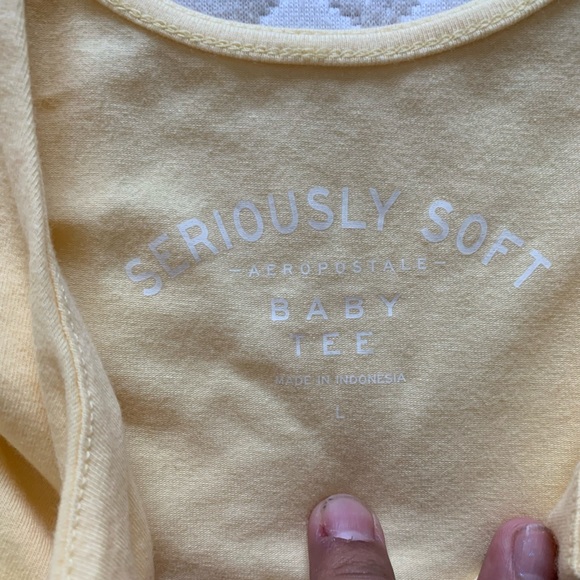 SERIOUSLY SOFT
—AEROPOSTALE—
BABY
TEE
MADE IN INDONESIA
L